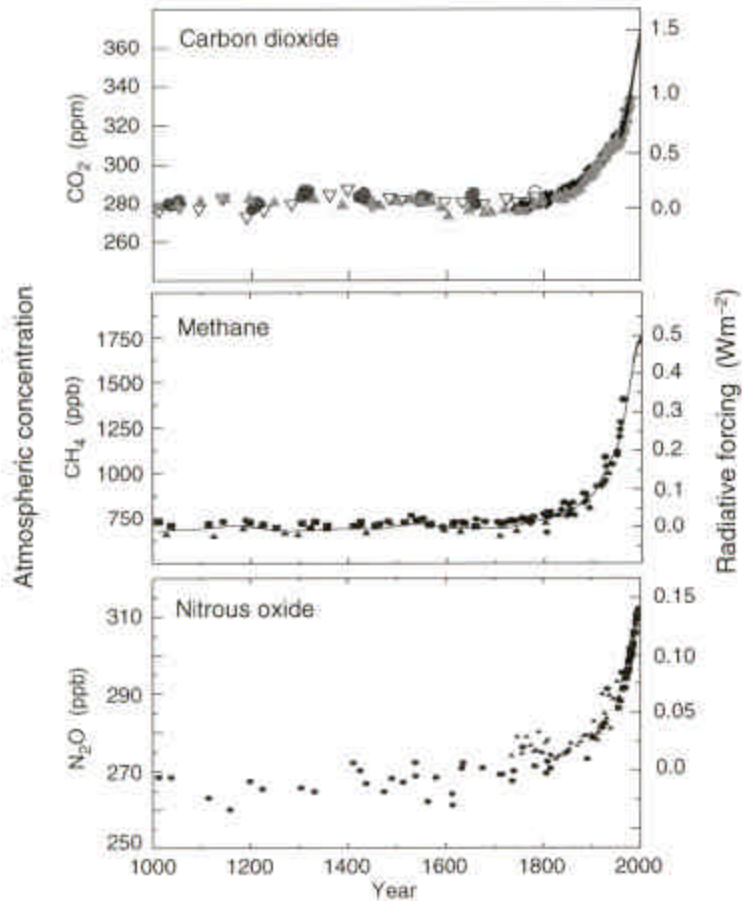 Atmospheric concentration
Radiative forcing (Wm⁻²)
Carbon dioxide
CO₂ (ppm)
360
340
320
300
280
260
1.5
1.0
0.5
0.0
Methane
CH₄ (ppb)
1750
1500
1250
1000
750
0.5
0.4
0.3
0.2
0.1
0.0
Nitrous oxide
N₂O (ppb)
310
290
270
250
0.15
0.10
0.05
0.0
1000 1200 1400 1600 1800 2000
Year